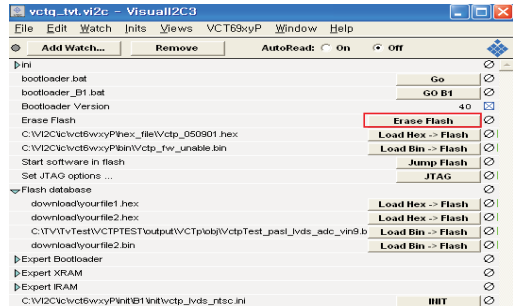 vctq_tvt.vi2c - VisualI2C3
File Edit Watch Inits Views VCT69xyP Window Help
Add Watch... Remove AutoRead: On Off
ini
bootloader.bat Go
bootloader_B1.bat GO B1
Bootloader Version 40
Erase Flash Erase Flash
C:\VI2C\ic\vct6wxyP\hex_file\Vctp_050901.hex Load Hex -> Flash
C:\VI2C\ic\vct6wxyP\bin\Vctp_fw_unable.bin Load Bin -> Flash
Start software in flash Jump Flash
Set JTAG options ... JTAG
Flash database
download\yourfile1.hex Load Hex -> Flash
download\yourfile2.hex Load Hex -> Flash
C:\TV\TvTest\VCTPTEST\output\VCTp\obj\VctpTest_pasl_lvds_adc_vin9.b Load Bin -> Flash
download\yourfile2.bin Load Bin -> Flash
Expert Bootloader
Expert XRAM
Expert IRAM
C:\VI2C\ic\vct6wxyP\init\B1\init\vctp_lvds_ntsc.ini INIT